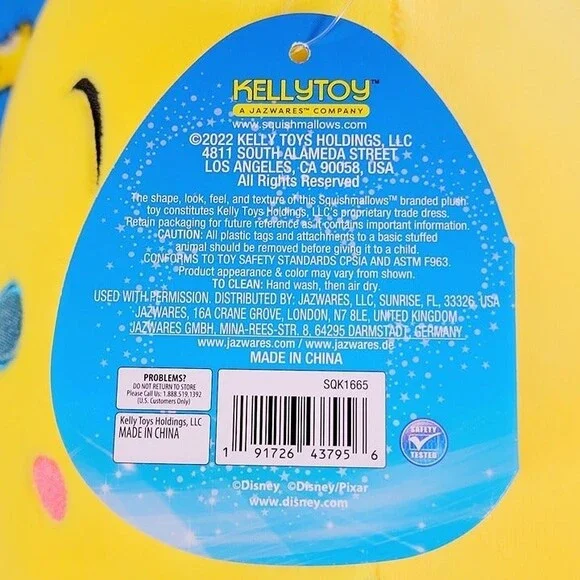 KELLYTOY™
A JAZWARES™ COMPANY
www.squishmallows.com
©2022 KELLY TOYS HOLDINGS, LLC
4811 SOUTH ALAMEDA STREET
LOS ANGELES, CA 90058, USA
All Rights Reserved
The shape, look, feel, and texture of this Squishmallows™ branded plush
toy constitutes Kelly Toys Holdings, LLC's proprietary trade dress.
Retain packaging for future reference as it contains important information.
CAUTION: All plastic tags and attachments to a basic stuffed
animal should be removed before giving it to a child.
CONFORMS TO TOY SAFETY STANDARDS CPSIA AND ASTM F963.
Product appearance & color may vary from shown.
TO CLEAN: Hand wash, then air dry.
USED WITH PERMISSION. DISTRIBUTED BY: JAZWARES, LLC, SUNRISE, FL, 33326, USA
JAZWARES, 16A CRANE GROVE, LONDON, N7 8LE, UNITED KINGDOM
JAZWARES GMBH, MINA-REES-STR. 8, 64295 DARMSTADT, GERMANY
www.jazwares.com / www.jazwares.de
MADE IN CHINA
PROBLEMS?
DO NOT RETURN TO STORE
Please Call Us: 1.888.519.1392
(U.S. Customers Only)
Kelly Toys Holdings, LLC
MADE IN CHINA
SQK1665
1 91726 43795 6
SAFETY
TESTED
©Disney ©Disney/Pixar
www.disney.com